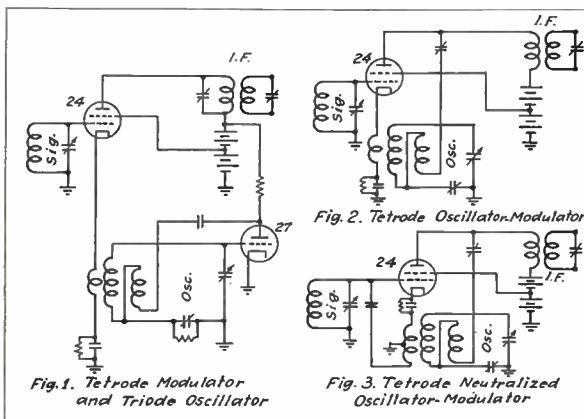 I.F.
24
Sig.
27
Osc.
Fig. 1. Tetrode Modulator
and Triode Oscillator
I.F.
24
Sig.
Osc.
Fig. 2. Tetrode Oscillator-Modulator
24
I.F.
Sig.
Osc.
Fig. 3. Tetrode Neutralized
Oscillator-Modulator